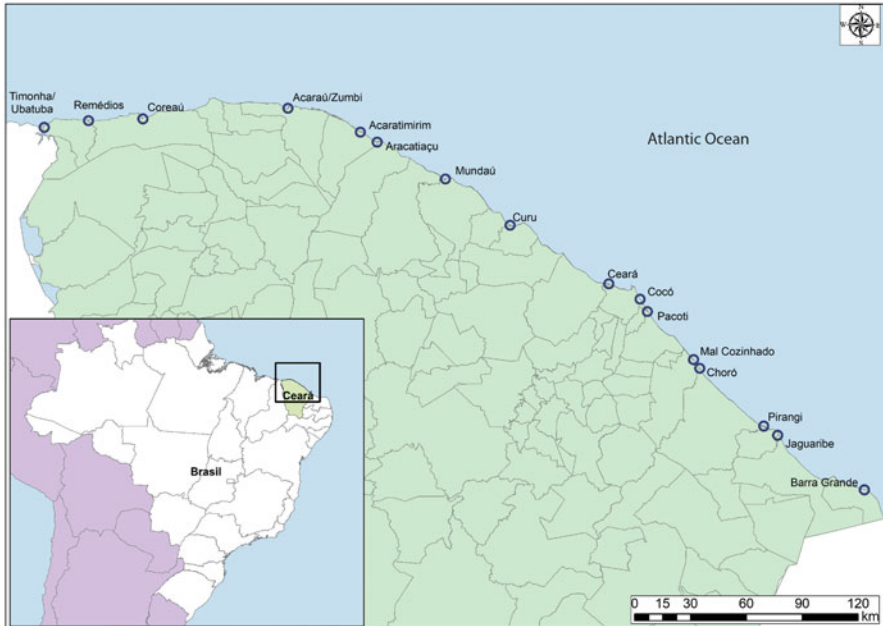 N
W
E
S
Timonha/
Ubatuba
Remédios
Coreaú
Acaraú/Zumbi
Acaratimirim
Aracatiaçu
Atlantic Ocean
Mundaú
Curu
Ceará
Cocó
Pacoti
Mal Cozinhado
Choró
Pirangi
Jaguaribe
Barra Grande
Ceará
Brasil
0 15 30 60 90 120
km